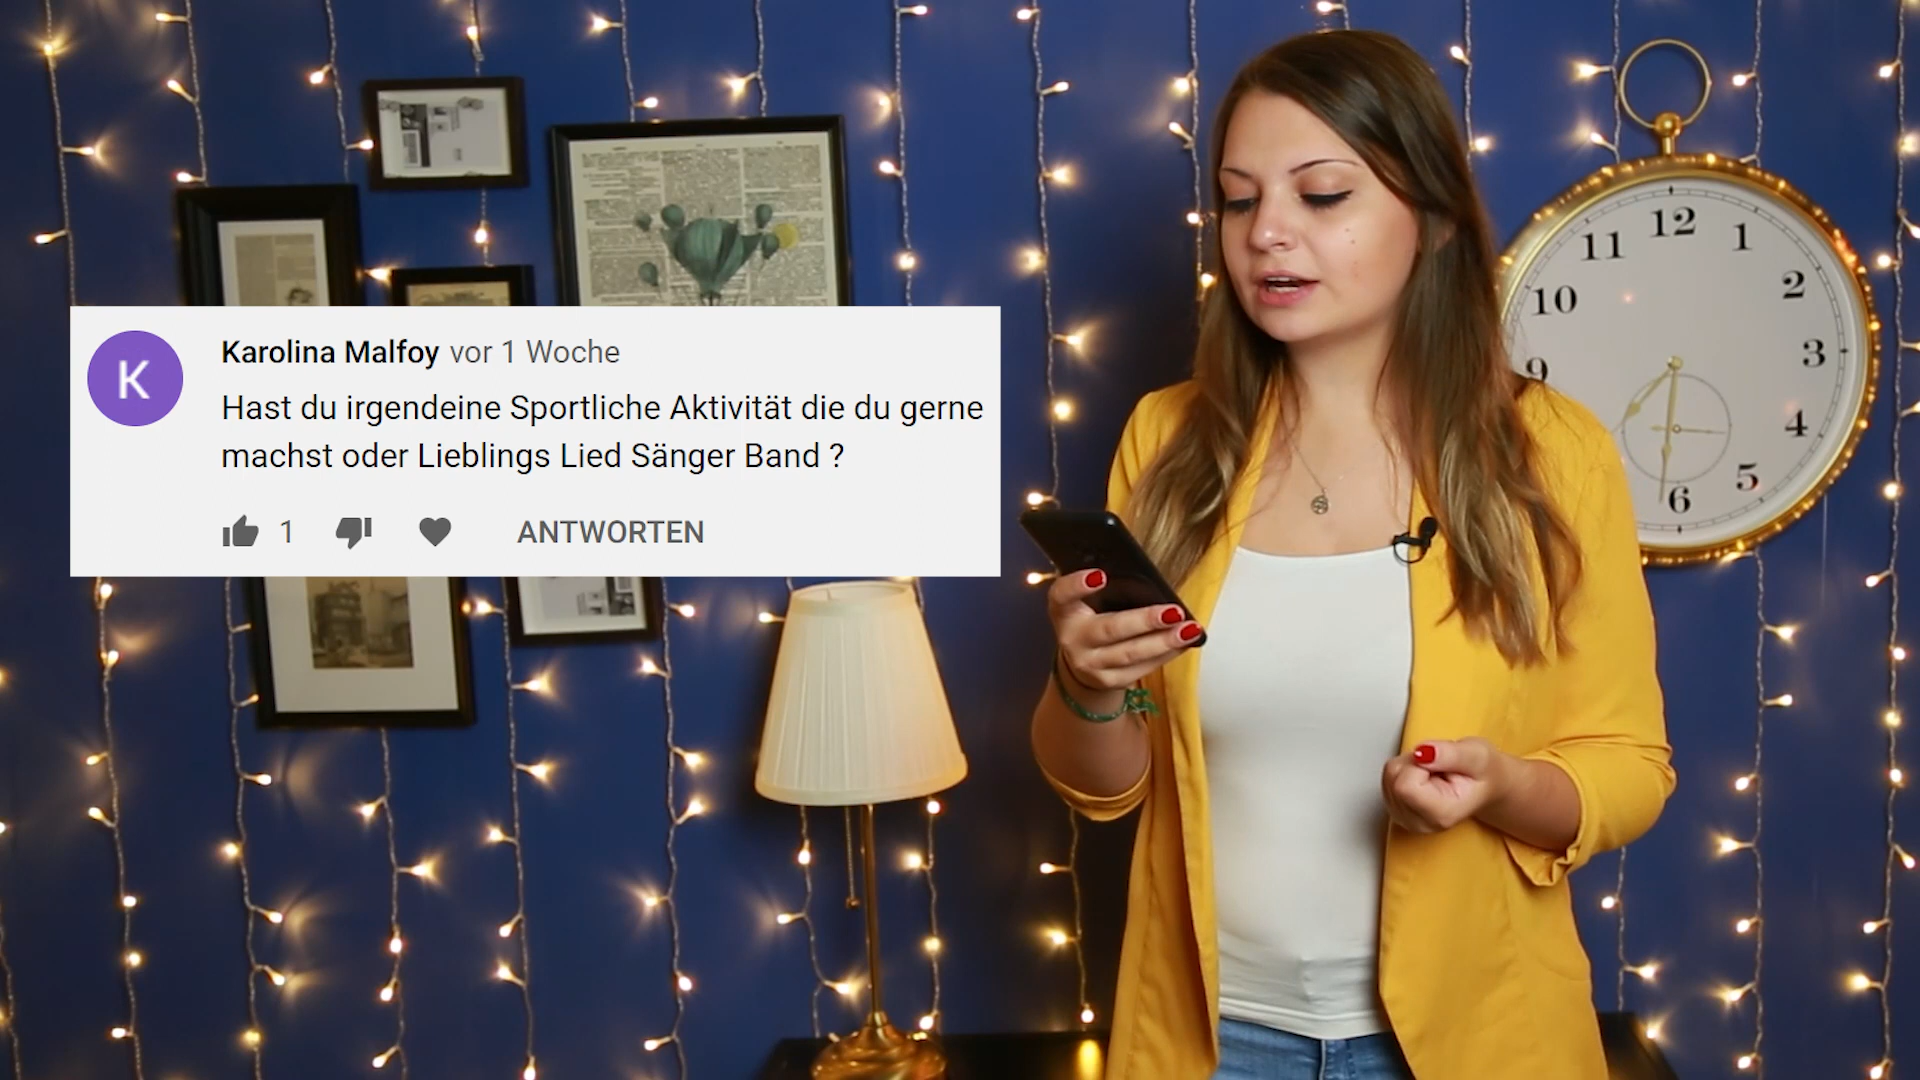 K
Karolina Malfoy vor 1 Woche
Hast du irgendeine Sportliche Aktivität die du gerne
machst oder Lieblings Lied Sänger Band ?
1
ANTWORTEN
12
1
2
3
4
5
6
9
10
11